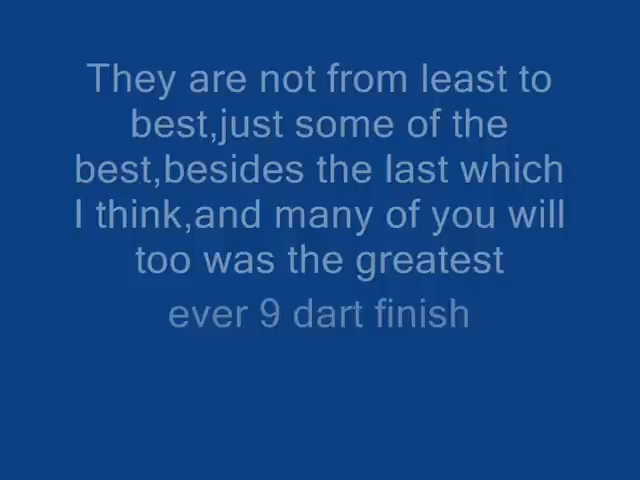 They are not from least to
best,just some of the
best,besides the last which
I think,and many of you will
too was the greatest
ever 9 dart finish